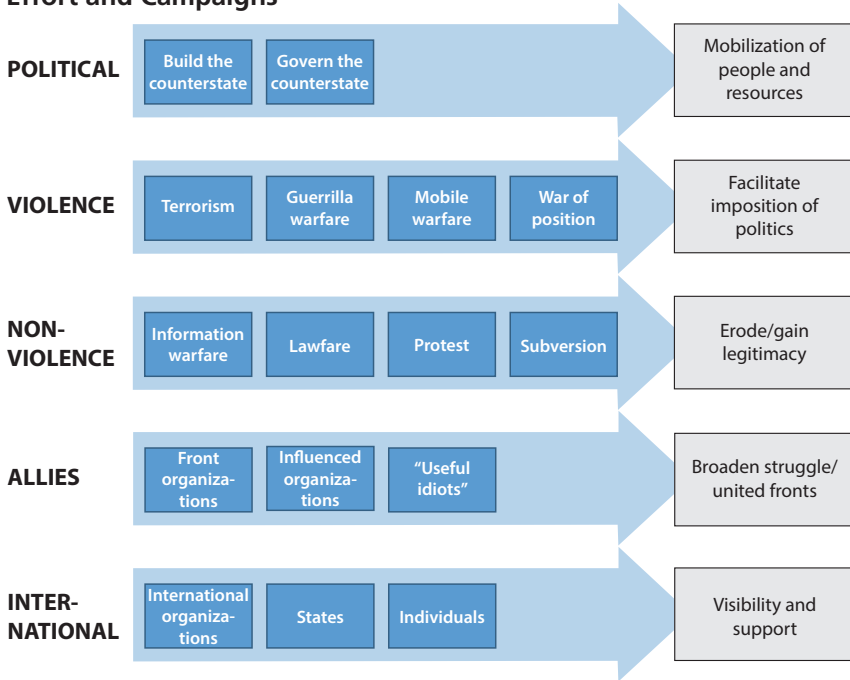 Effort and Campaigns
POLITICAL
Build the
counterstate
Govern the
counterstate
Mobilization of
people and
resources
VIOLENCE
Terrorism
Guerrilla
warfare
Mobile
warfare
War of
position
Facilitate
imposition of
politics
NON-
VIOLENCE
Information
warfare
Lawfare
Protest
Subversion
Erode/gain
legitimacy
ALLIES
Front
organiza-
tions
Influenced
organiza-
tions
"Useful
idiots"
Broaden struggle/
united fronts
INTER-
NATIONAL
International
organiza-
tions
States
Individuals
Visibility and
support